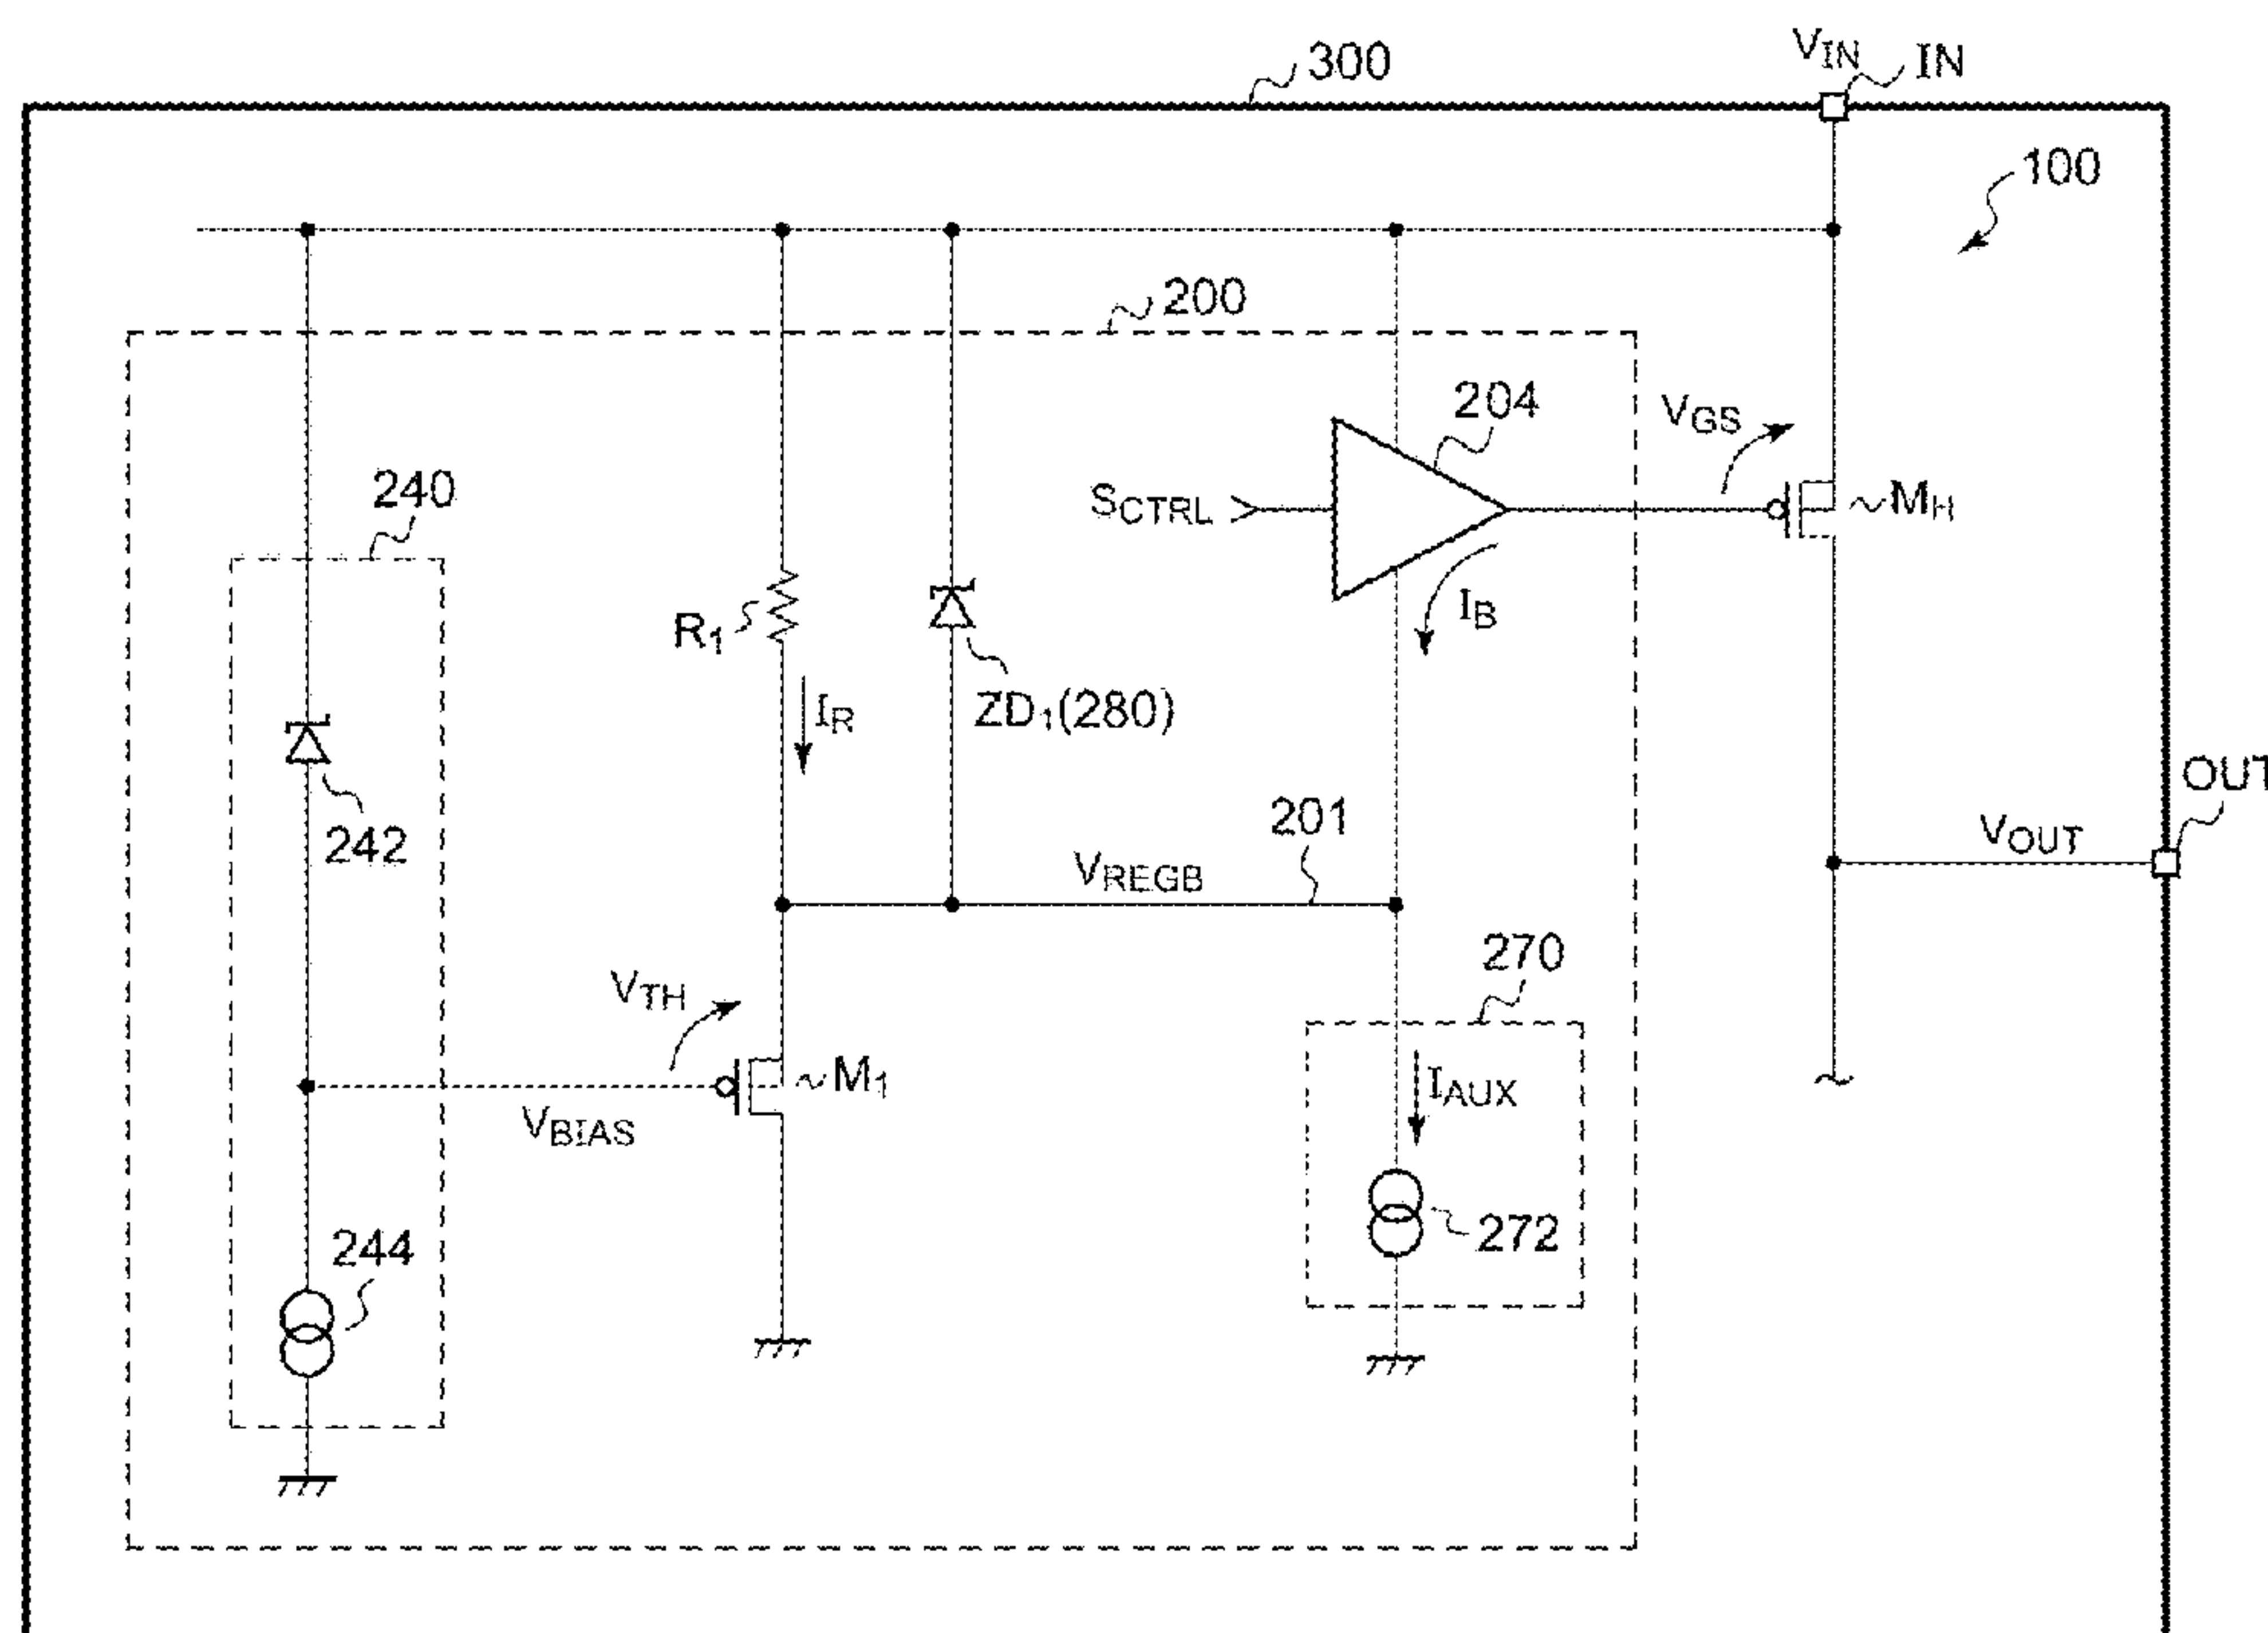 300
VIN
IN
100
200
204
VGS
240
SCTRL
MH
R1
IB
ZD1(280)
IR
242
201
OUT
VREGB
VOUT
VTH
270
M1
IAUX
VBIAS
244
272